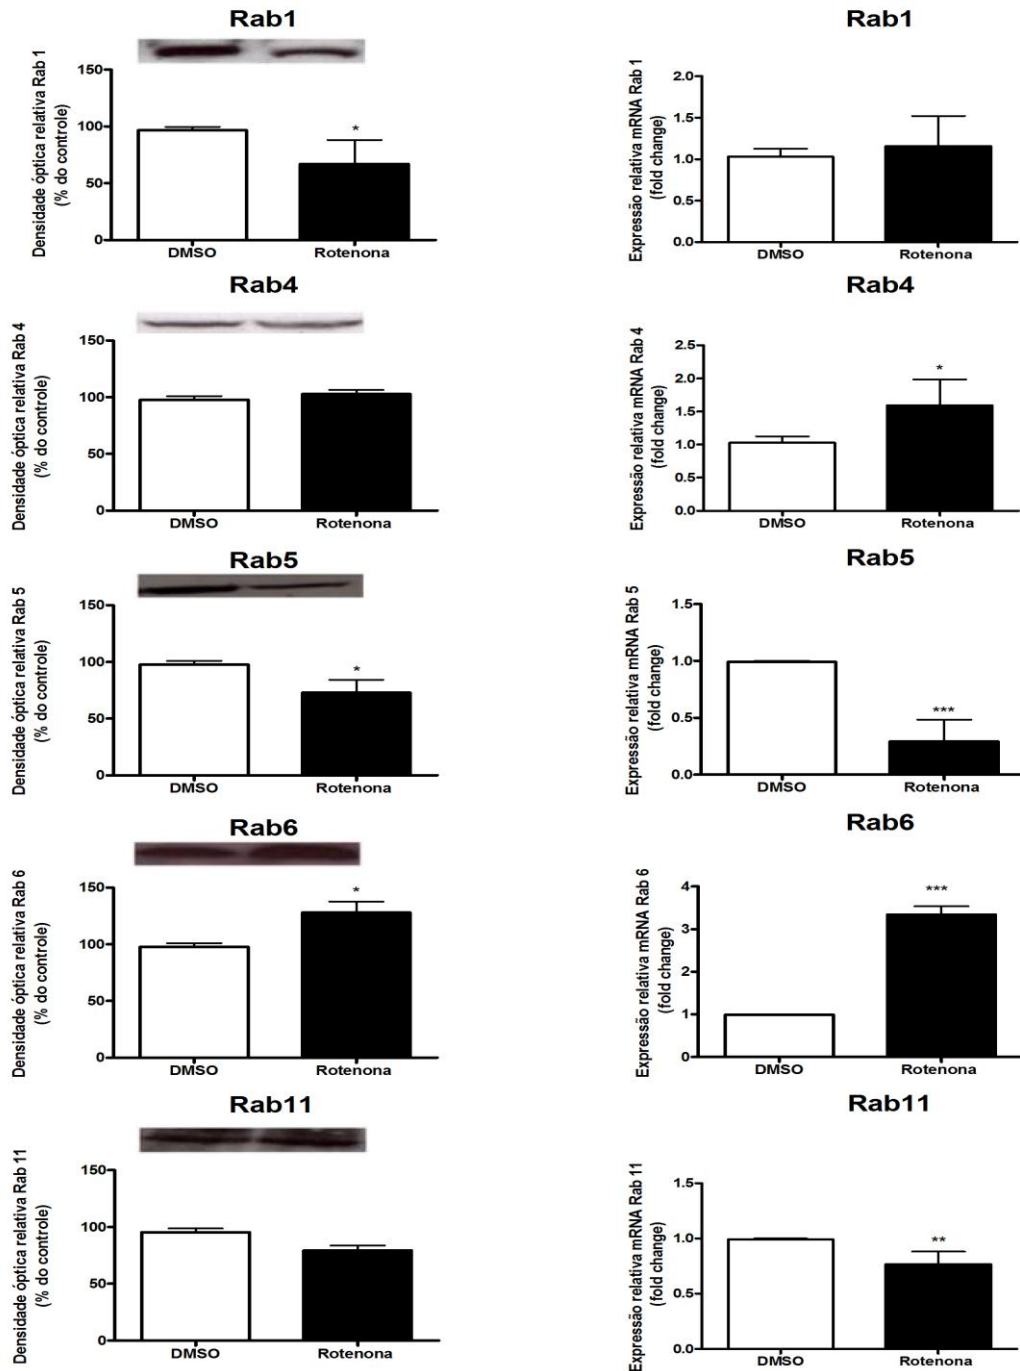 Rab1
Densidade óptica relativa Rab 1
(% do controle)
150
100
50
0
*
DMSO
Rotenona
Rab1
Expressão relativa mRNA Rab 1
(fold change)
2.0
1.5
1.0
0.5
0.0
DMSO
Rotenona
Rab4
Densidade óptica relativa Rab 4
(% do controle)
150
100
50
0
DMSO
Rotenona
Rab4
Expressão relativa mRNA Rab 4
(fold change)
2.5
2.0
1.5
1.0
0.5
0.0
*
DMSO
Rotenona
Rab5
Densidade óptica relativa Rab 5
(% do controle)
150
100
50
0
*
DMSO
Rotenona
Rab5
Expressão relativa mRNA Rab 5
(fold change)
1.5
1.0
0.5
0.0
***
DMSO
Rotenona
Rab6
Densidade óptica relativa Rab 6
(% do controle)
150
100
50
0
*
DMSO
Rotenona
Rab6
Expressão relativa mRNA Rab 6
(fold change)
4
3
2
1
0
***
DMSO
Rotenona
Rab11
Densidade óptica relativa Rab 11
(% do controle)
150
100
50
0
DMSO
Rotenona
Rab11
Expressão relativa mRNA Rab 11
(fold change)
1.5
1.0
0.5
0.0
**
DMSO
Rotenona